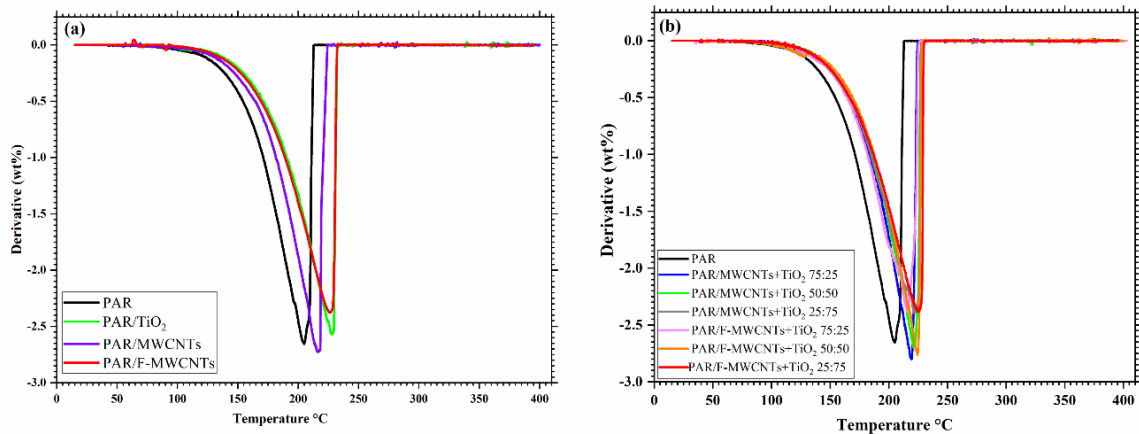 (a)
0.0
-0.5
-1.0
-1.5
-2.0
-2.5
-3.0
Derivative (wt%)
PAR
PAR/TiO₂
PAR/MWCNTs
PAR/F-MWCNTs
0 50 100 150 200 250 300 350 400
Temperature °C
(b)
0.0
-0.5
-1.0
-1.5
-2.0
-2.5
-3.0
Derivative (wt%)
PAR
PAR/MWCNTs+TiO₂ 75:25
PAR/MWCNTs+TiO₂ 50:50
PAR/MWCNTs+TiO₂ 25:75
PAR/F-MWCNTs+TiO₂ 75:25
PAR/F-MWCNTs+TiO₂ 50:50
PAR/F-MWCNTs+TiO₂ 25:75
0 50 100 150 200 250 300 350 400
Temperature °C